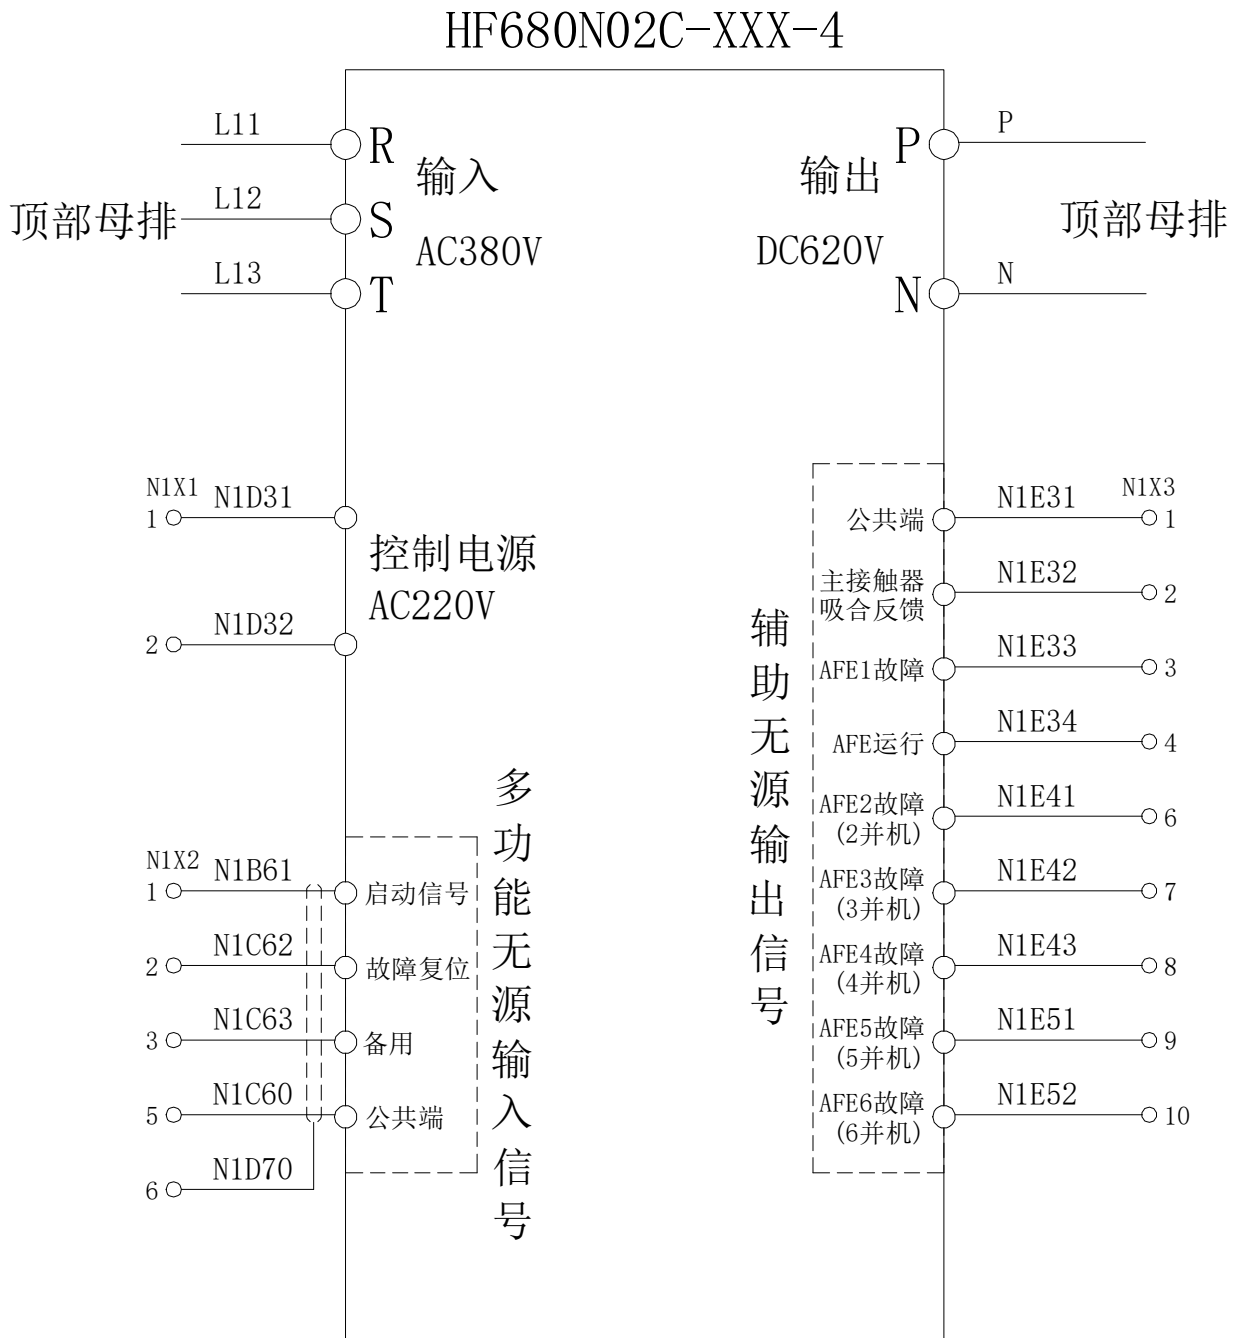 HF680N02C-XXX-4
L11
R
L12
S
L13
T
顶部母排
输入
AC380V
输出
DC620V
P
P
N
N
顶部母排
N1X1
1
N1D31
2
N1D32
控制电源
AC220V
N1X2
1
N1B61
启动信号
2
N1C62
故障复位
3
N1C63
备用
5
N1C60
公共端
6
N1D70
多功能无源输入信号
辅助无源输出信号
N1X3
公共端
N1E31
1
主接触器
吸合反馈
N1E32
2
AFE1故障
N1E33
3
AFE运行
N1E34
4
AFE2故障
(2并机)
N1E41
6
AFE3故障
(3并机)
N1E42
7
AFE4故障
(4并机)
N1E43
8
AFE5故障
(5并机)
N1E51
9
AFE6故障
(6并机)
N1E52
10